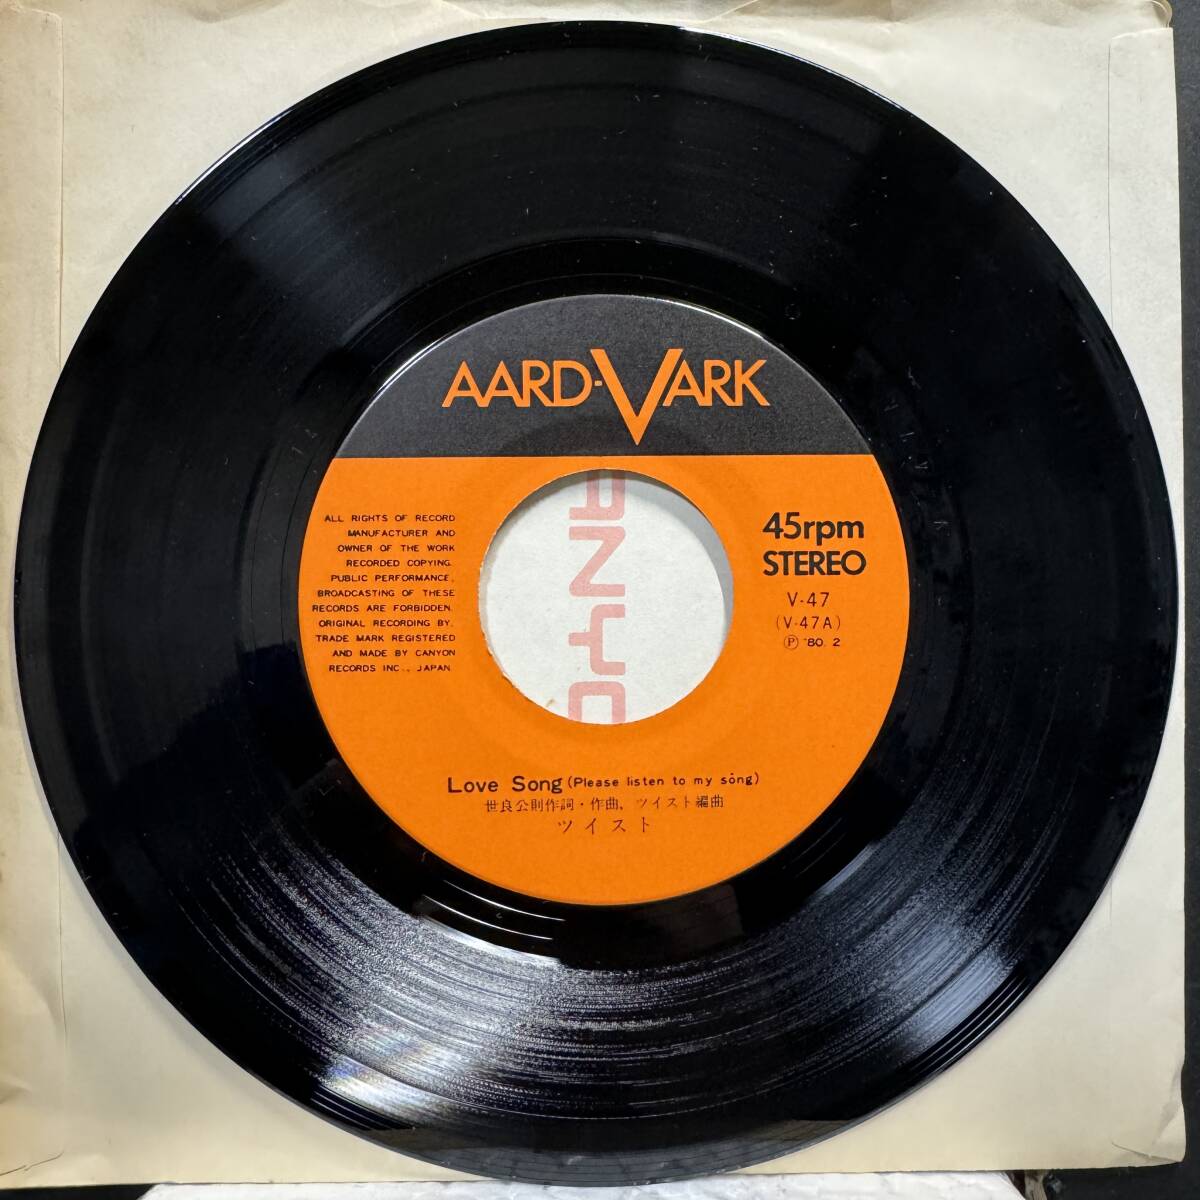 AARD-VARK
ALL RIGHTS OF RECORD
MANUFACTURER AND
OWNER OF THE WORK
RECORDED COPYING.
PUBLIC PERFORMANCE,
BROADCASTING OF THESE
RECORDS ARE FORBIDDEN.
ORIGINAL RECORDING BY,
TRADE MARK REGISTERED
AND MADE BY CANYON
RECORDS INC., JAPAN.
45rpm
STEREO
V-47
(V-47A)
Ⓟ '80. 2
ANYO
Love Song (Please listen to my song)
世良公則作詞・作曲、ツイスト編曲
ツイスト